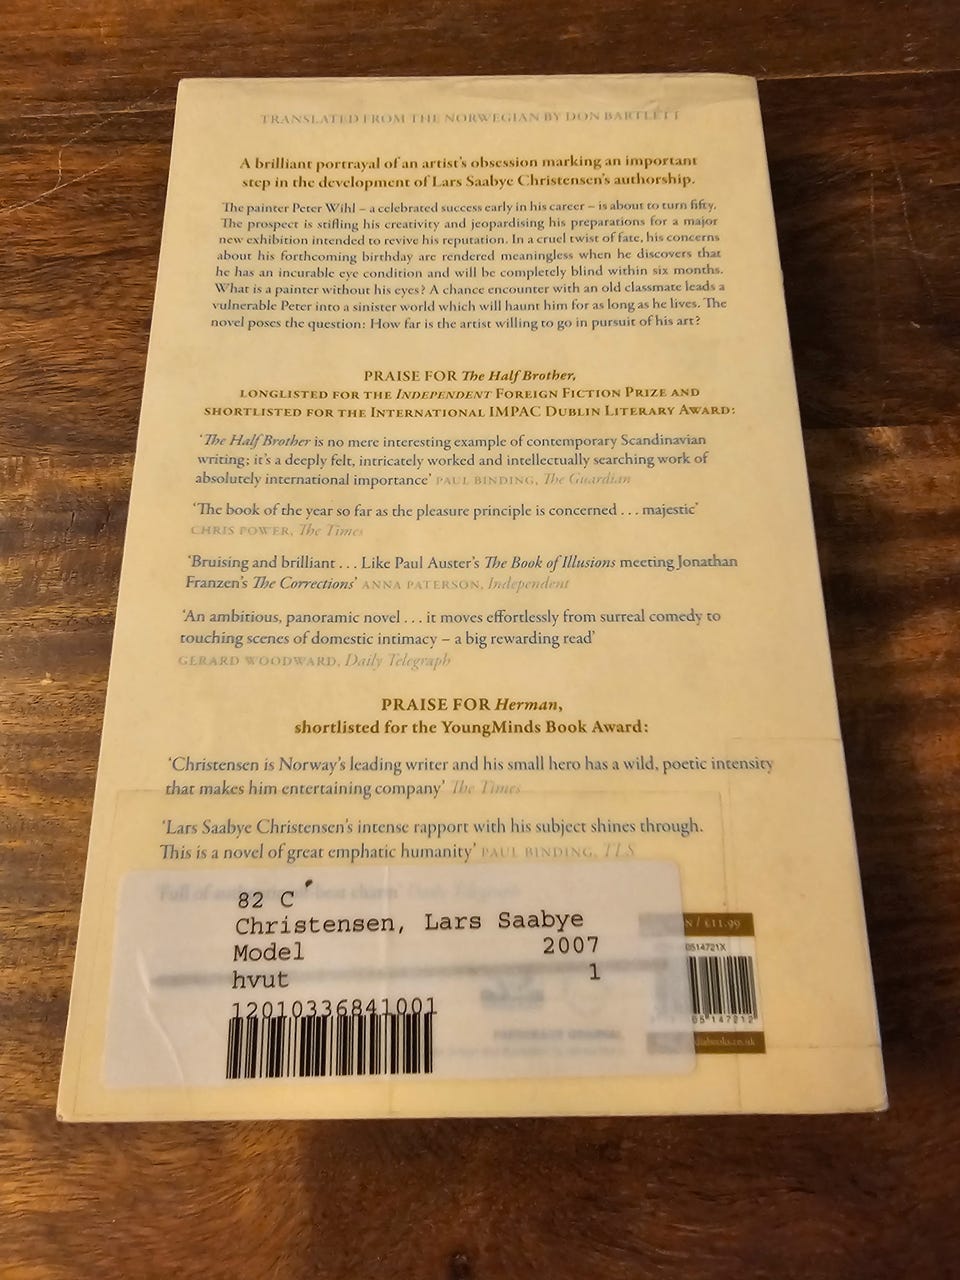 TRANSLATED FROM THE NORWEGIAN BY DON BARTLETT
A brilliant portrayal of an artist's obsession marking an important
step in the development of Lars Saabye Christensen's authorship.
The painter Peter Wihl – a celebrated success early in his career – is about to turn fifty.
The prospect is stifling his creativity and jeopardising his preparations for a major
new exhibition intended to revive his reputation. In a cruel twist of fate, his concerns
about his forthcoming birthday are rendered meaningless when he discovers that
he has an incurable eye condition and will be completely blind within six months.
What is a painter without his eyes? A chance encounter with an old classmate leads a
vulnerable Peter into a sinister world which will haunt him for as long as he lives. The
novel poses the question: How far is the artist willing to go in pursuit of his art?
PRAISE FOR The Half Brother,
LONGLISTED FOR THE INDEPENDENT FOREIGN FICTION PRIZE AND
SHORTLISTED FOR THE INTERNATIONAL IMPAC DUBLIN LITERARY AWARD:
'The Half Brother is no mere interesting example of contemporary Scandinavian
writing; it's a deeply felt, intricately worked and intellectually searching work of
absolutely international importance' PAUL BINDING, The Guardian
'The book of the year so far as the pleasure principle is concerned ... majestic'
CHRIS POWER, The Times
'Bruising and brilliant ... Like Paul Auster's The Book of Illusions meeting Jonathan
Franzen's The Corrections' ANNA PATERSON, Independent
'An ambitious, panoramic novel ... it moves effortlessly from surreal comedy to
touching scenes of domestic intimacy – a big rewarding read'
GERARD WOODWARD, Daily Telegraph
PRAISE FOR Herman,
shortlisted for the YoungMinds Book Award:
'Christensen is Norway's leading writer and his small hero has a wild, poetic intensity
that makes him entertaining company' The Times
'Lars Saabye Christensen's intense rapport with his subject shines through.
This is a novel of great emphatic humanity' PAUL BINDING, TLS
Full of
82 C
Christensen, Lars Saabye
Model 2007
hvut 1
12010336841001
N / £11.99
0514721X